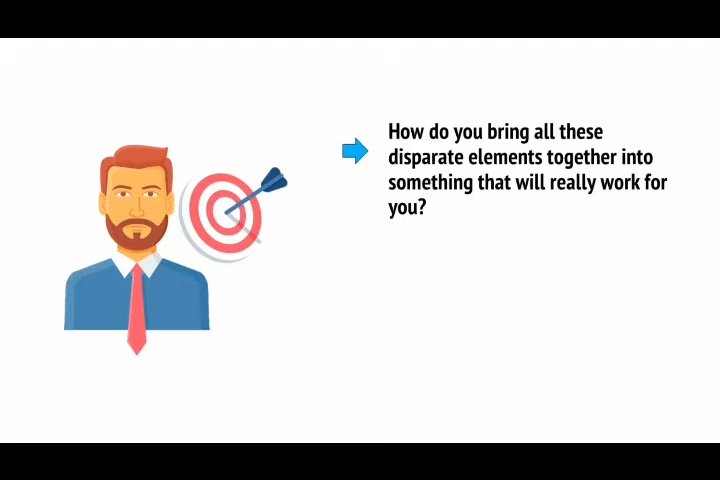 How do you bring all these
disparate elements together into
something that will really work for
you?